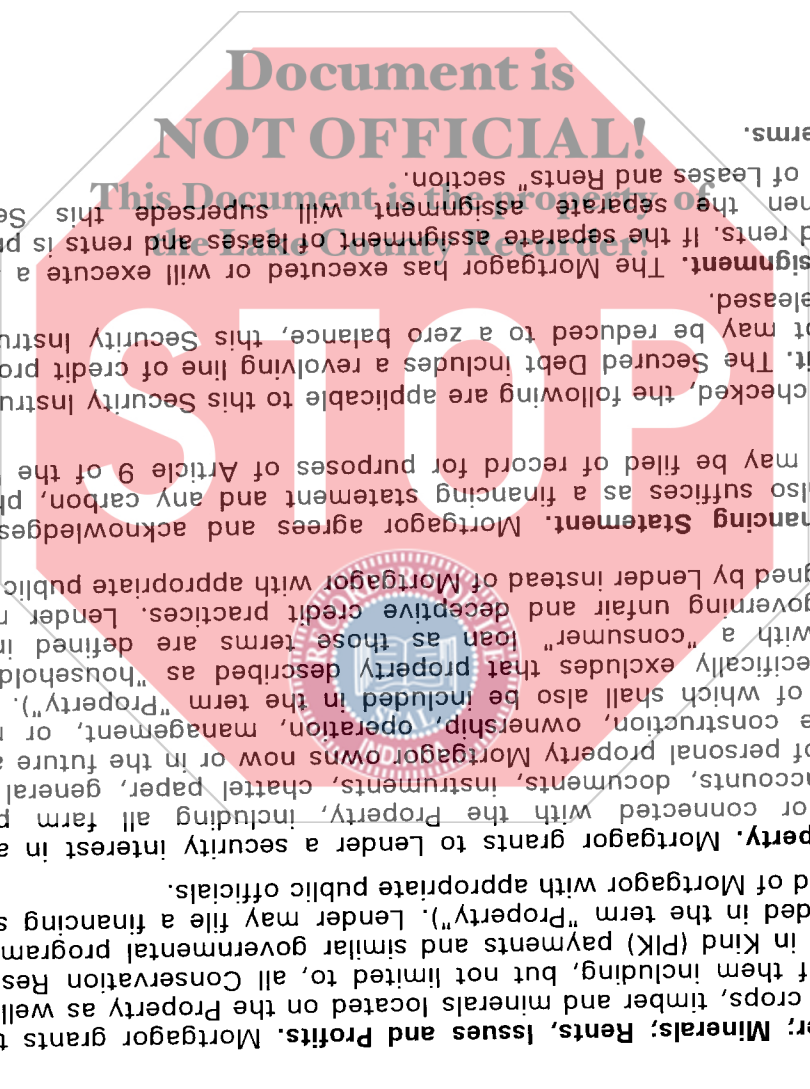 Document is
NOT OFFICIAL!
This Document is the property of
the Lake County Recorder!
STOP
RECORDER
SEAL
INDIANA
Minerals; Rents, Issues and Profits. Mortgagor grants
crops, timber and minerals located on the Property as well
them including, but not limited to, all Conservation Res
in Kind (PIK) payments and similar governmental program
ded in the term "Property"). Lender may file a financing
of Mortgagor with appropriate public officials.
perty. Mortgagor grants to Lender a security interest in a
or connected with the Property, including all farm
ccounts, documents, instruments, chattel paper, general
of personal property Mortgagor owns now or in the future
construction, ownership, operation, management, or
of which shall also be included in the term "Property").
ecifically excludes that property described as "household
with a "consumer" loan as those terms are defined in
governing unfair and deceptive credit practices. Lender
gned by Lender instead of Mortgagor with appropriate public
nancing Statement. Mortgagor agrees and acknowledges
lso suffices as a financing statement and any carbon, ph
may be filed of record for purposes of Article 9 of the
checked, the following are applicable to this Security Instru
it. The Secured Debt includes a revolving line of credit pro
may be reduced to a zero balance, this Security Instru
eleased.
signment. The Mortgagor has executed or will execute a
rents. If the separate assignment of leases and rents is pr
hen the separate assignment will supersede this Se
of Leases and Rents" section.
erms.